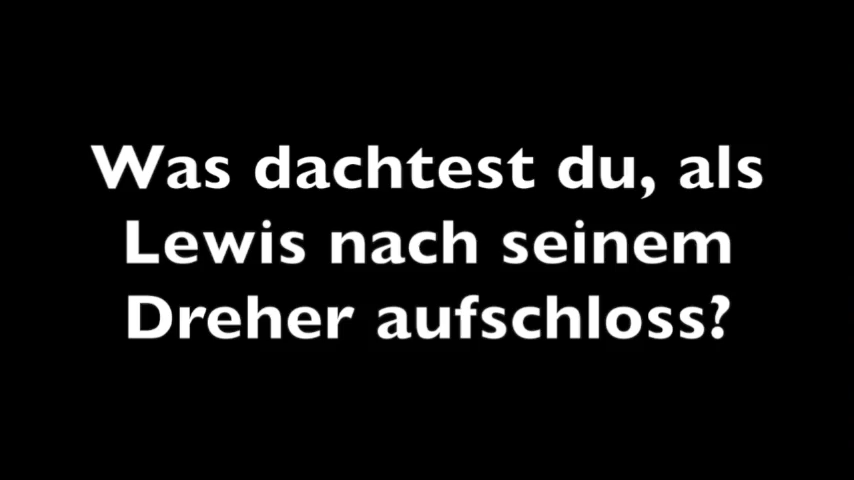 Was dachtest du, als
Lewis nach seinem
Dreher aufschloss?